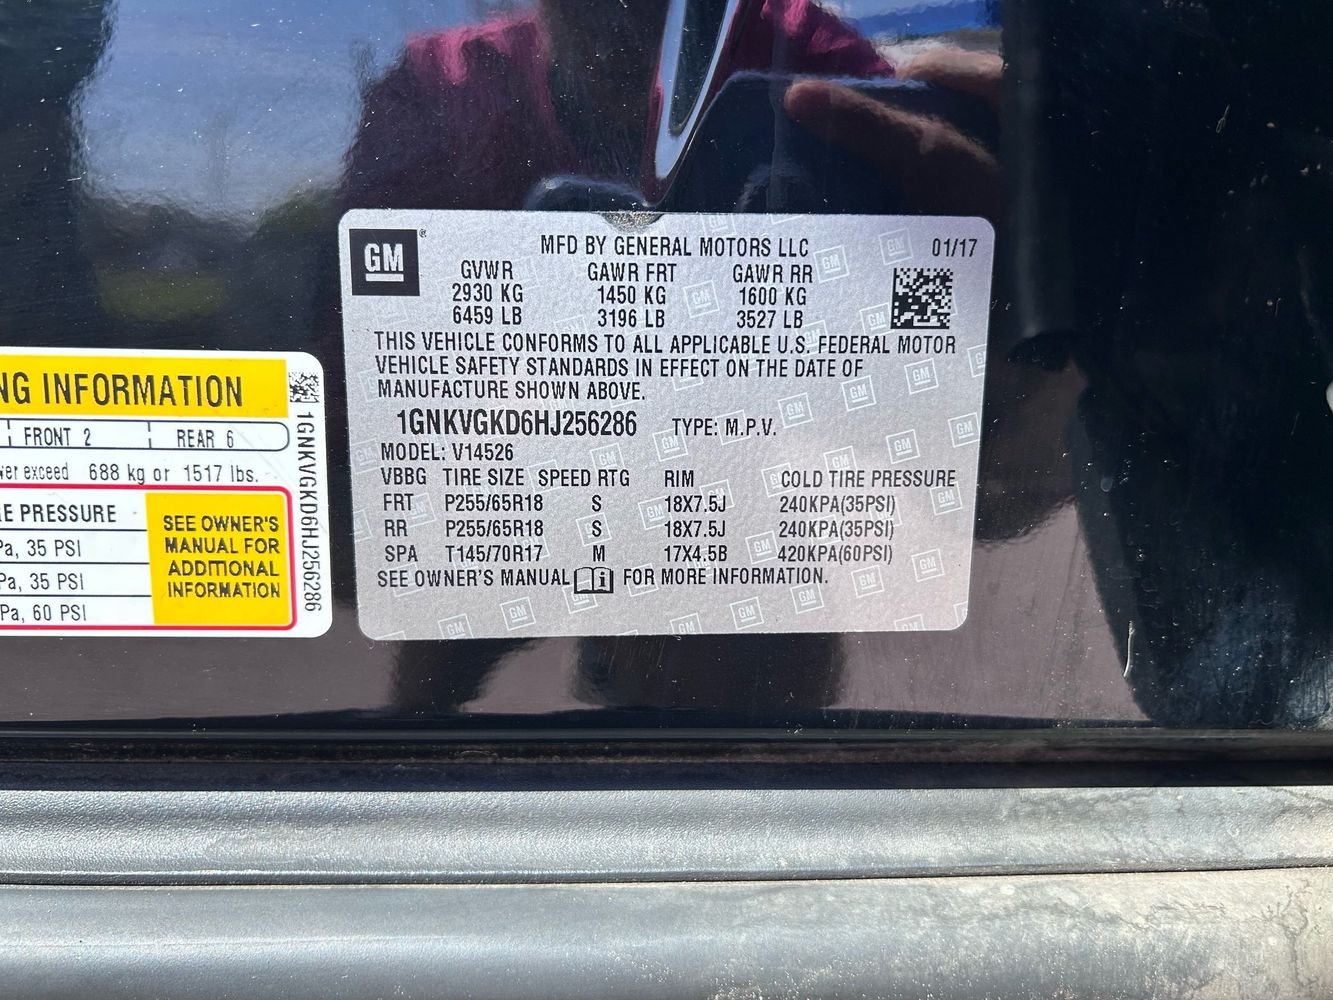 GM
®
MFD BY GENERAL MOTORS LLC 01/17
GVWR GAWR FRT GAWR RR
2930 KG 1450 KG 1600 KG
6459 LB 3196 LB 3527 LB
THIS VEHICLE CONFORMS TO ALL APPLICABLE U.S. FEDERAL MOTOR
VEHICLE SAFETY STANDARDS IN EFFECT ON THE DATE OF
MANUFACTURE SHOWN ABOVE.
1GNKVGKD6HJ256286 TYPE: M.P.V.
MODEL: V14526
VBBG TIRE SIZE SPEED RTG RIM COLD TIRE PRESSURE
FRT P255/65R18 S 18X7.5J 240KPA(35PSI)
RR P255/65R18 S 18X7.5J 240KPA(35PSI)
SPA T145/70R17 M 17X4.5B 420KPA(60PSI)
SEE OWNER'S MANUAL FOR MORE INFORMATION.
NG INFORMATION
FRONT 2 REAR 6
exceed 688 kg or 1517 lbs.
E PRESSURE
Pa, 35 PSI
Pa, 35 PSI
Pa, 60 PSI
SEE OWNER'S
MANUAL FOR
ADDITIONAL
INFORMATION
1GNKVGKD6HJ256286